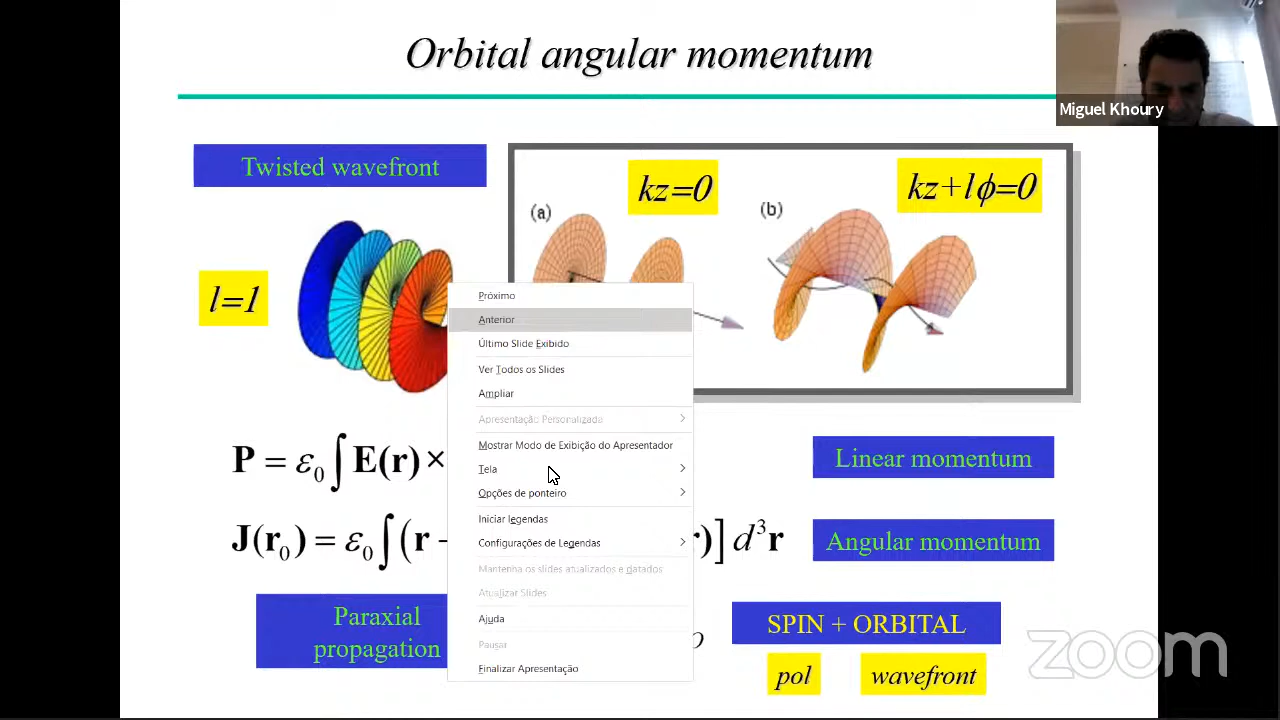 Orbital angular momentum
Miguel Khoury
Twisted wavefront
kz=0
kz+lϕ=0
(a)
(b)
l=1
Próximo
Anterior
Último Slide Exibido
Ver Todos os Slides
Ampliar
Apresentação Personalizada
Mostrar Modo de Exibição do Apresentador
Tela
Opções de ponteiro
Iniciar legendas
Configurações de Legendas
Mantenha os slides atualizados e datados
Atualizar Slides
Ajuda
Pausar
Finalizar Apresentação
P = ε₀∫E(r)×
Linear momentum
J(r₀) = ε₀∫(r − r)]d³r
Angular momentum
Paraxial
propagation
SPIN + ORBITAL
pol
wavefront
zoom